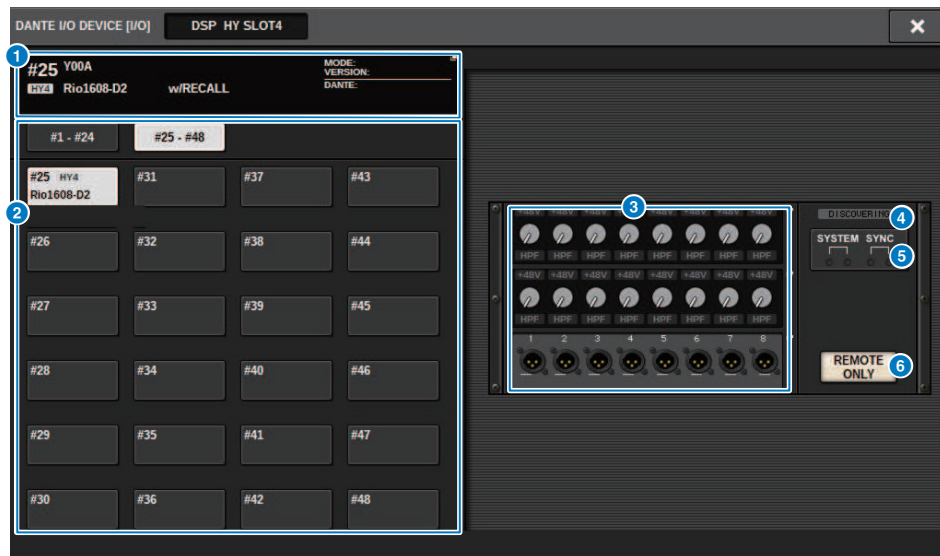 DANTE I/O DEVICE [I/O] DSP HY SLOT4
1
#25 Y00A
MODE:
VERSION:
HY4 Rio1608-D2 w/RECALL
DANTE:
#1 - #24 #25 - #48
2
#25 HY4
Rio1608-D2
#31 #37 #43
#26 #32 #38 #44
#27 #33 #39 #45
#28 #34 #40 #46
#29 #35 #41 #47
#30 #36 #42 #48
3
+48V +48V +48V +48V +48V +48V +48V +48V
HPF HPF HPF HPF HPF HPF HPF HPF
+48V +48V +48V +48V +48V +48V +48V +48V
HPF HPF HPF HPF HPF HPF HPF HPF
1 2 3 4 5 6 7 8
DISCOVERING
4
SYSTEM SYNC
5
REMOTE
ONLY
6